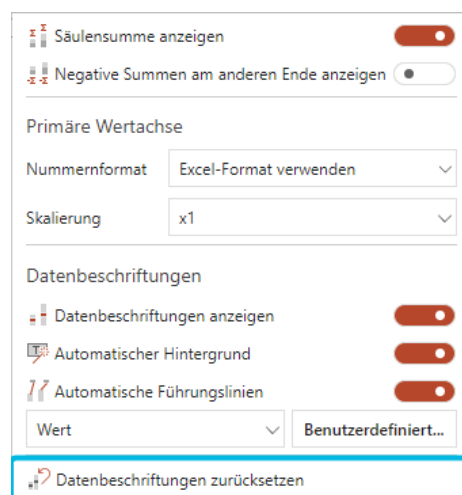 Säulensumme anzeigen
Negative Summen am anderen Ende anzeigen
Primäre Wertachse
Nummernformat Excel-Format verwenden
Skalierung x1
Datenbeschriftungen
Datenbeschriftungen anzeigen
Automatischer Hintergrund
Automatische Führungslinien
Wert Benutzerdefiniert...
Datenbeschriftungen zurücksetzen